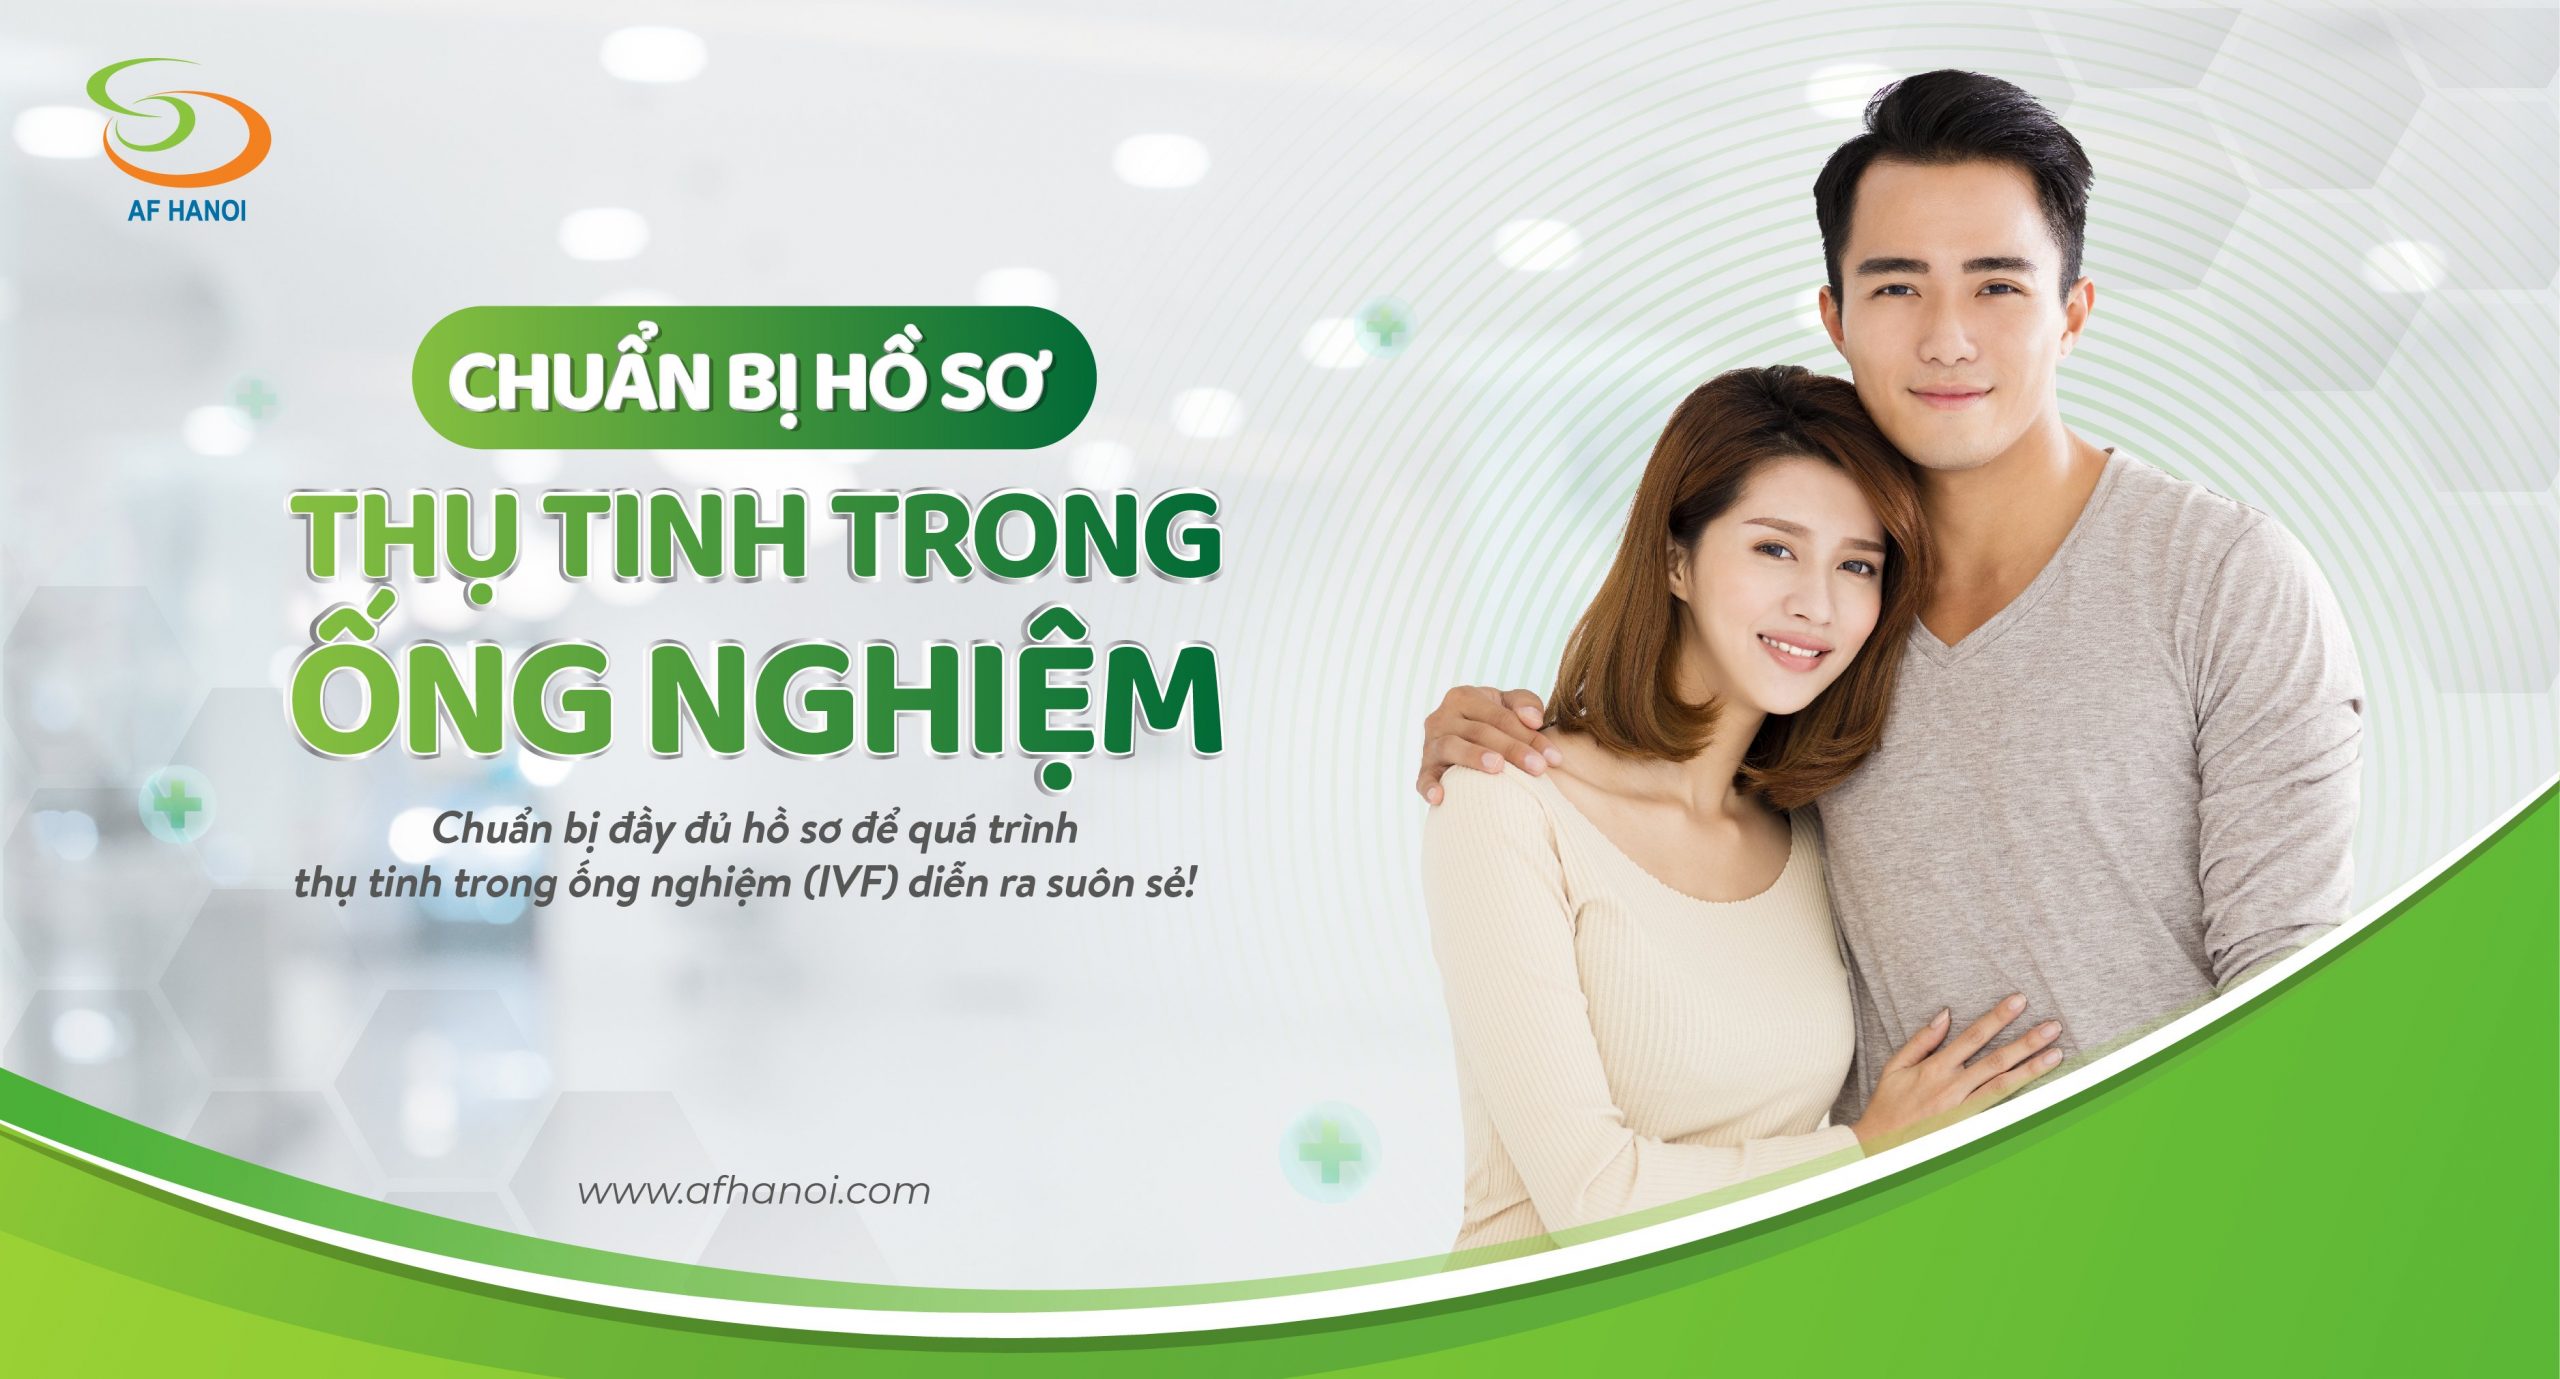 AF HANOI
CHUẨN BỊ HỒ SƠ
THỤ TINH TRONG
ỐNG NGHIỆM
Chuẩn bị đầy đủ hồ sơ để quá trình
thụ tinh trong ống nghiệm (IVF) diễn ra suôn sẻ!
www.afhanoi.com